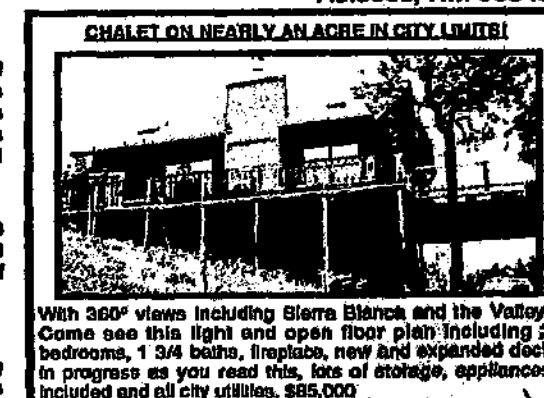 CHALET ON NEARLY AN ACRE IN CITY LIMITS!
With 360° views including Sierra Blanca and the Valley
Come see this light and open floor plan including
bedrooms, 1 3/4 baths, fireplace, new and expanded dec
in progress as you read this, lots of storage, appliances
included and all city utilities. $85,000